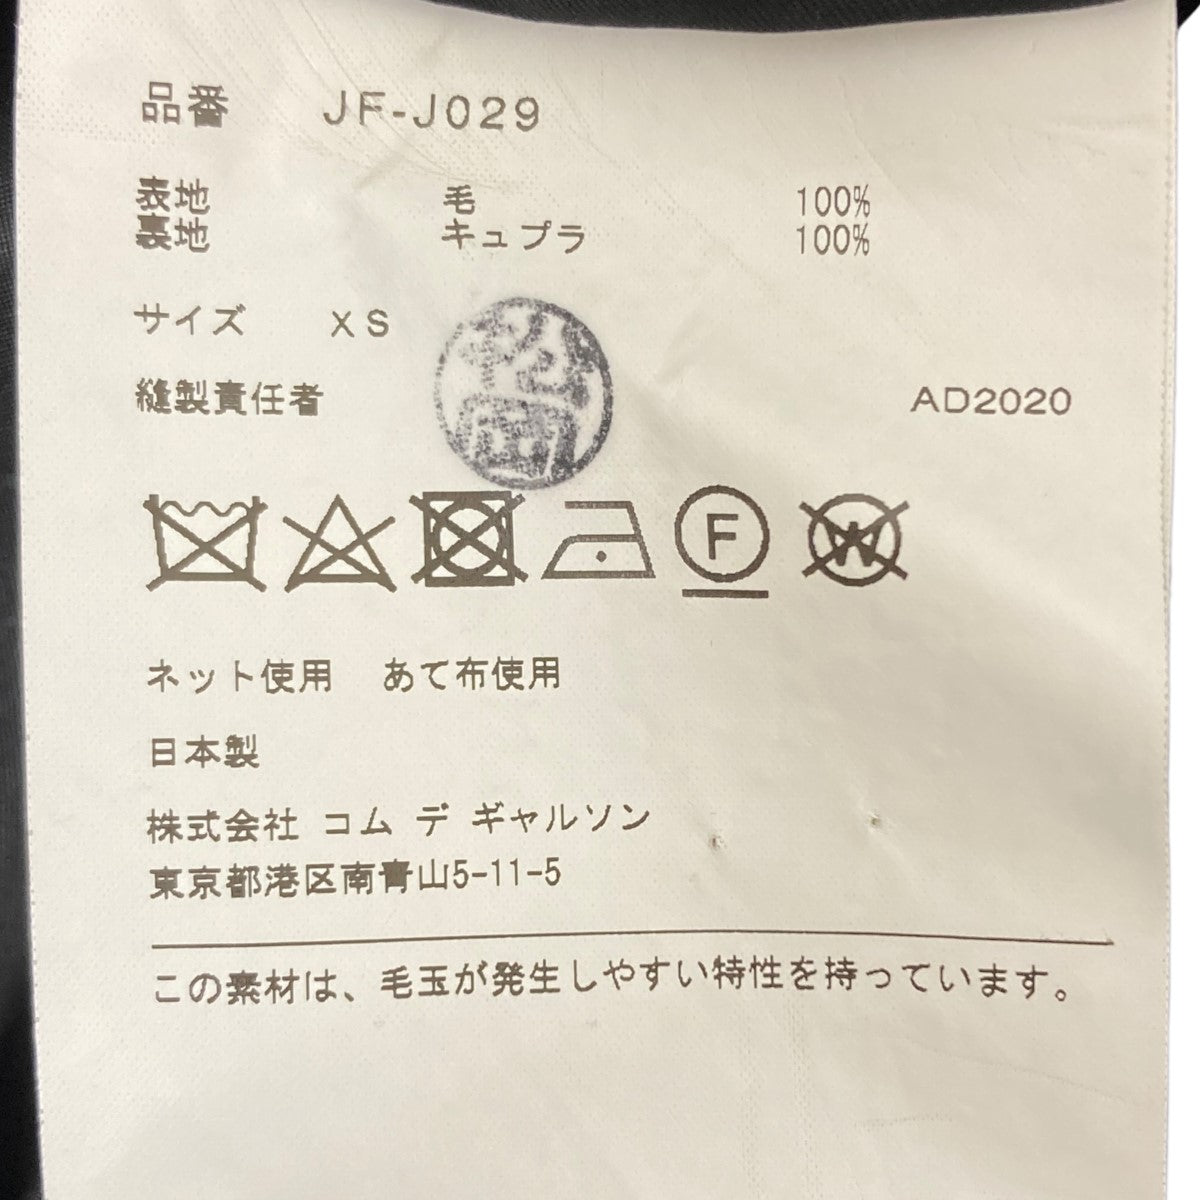 品番 JF-J029
表地 毛 100%
裏地 キュプラ 100%
サイズ XS
松岡
縫製責任者 AD2020
F W
ネット使用 あて布使用
日本製
株式会社 コム デ ギャルソン
東京都港区南青山5-11-5
この素材は、毛玉が発生しやすい特性を持っています。